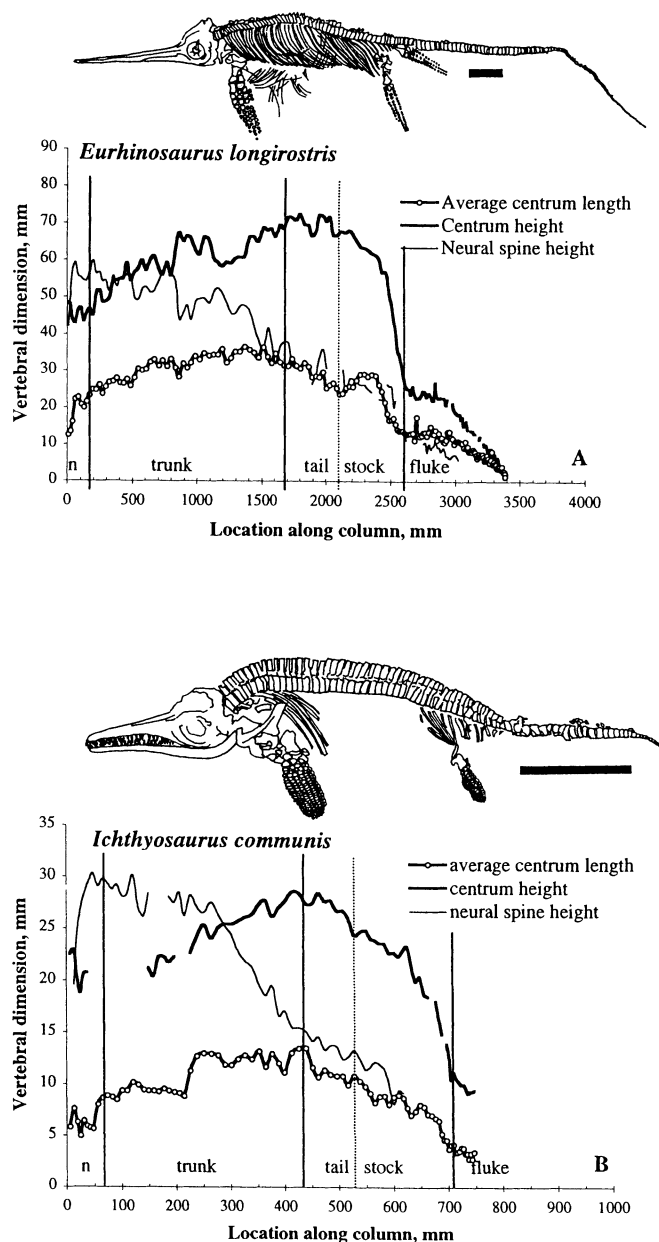 Eurhinosaurus longirostris
Average centrum length
Centrum height
Neural spine height
Vertebral dimension, mm
90
80
70
60
50
40
30
20
10
0
n trunk tail stock fluke A
0 500 1000 1500 2000 2500 3000 3500 4000
Location along column, mm
Ichthyosaurus communis
average centrum length
centrum height
neural spine height
Vertebral dimension, mm
35
30
25
20
15
10
5
0
n trunk tail stock fluke B
0 100 200 300 400 500 600 700 800 900 1000
Location along column, mm